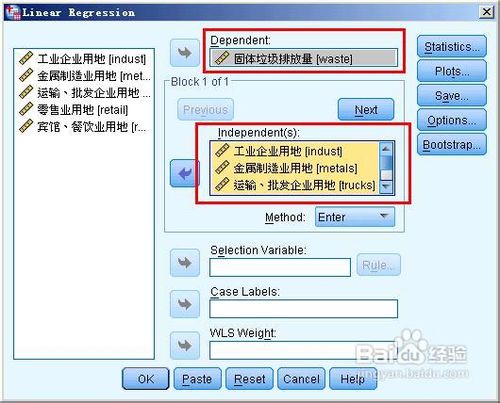 Linear Regression
工业企业用地 [indust]
金属制造业用地 [met...
运输、批发企业用地 ...
零售业用地 [retail]
宾馆、餐饮业用地 [r...
Dependent:
固体垃圾排放量 [waste]
Block 1 of 1
Previous
Next
Independent(s):
工业企业用地 [indust]
金属制造业用地 [metals]
运输、批发企业用地 [trucks]
Method:
Enter
Selection Variable:
Rule...
Case Labels:
WLS Weight:
Statistics...
Plots...
Save...
Options...
Bootstrap...
OK
Paste
Reset
Cancel
Help
Baidu 经验
jingyan.baidu.com